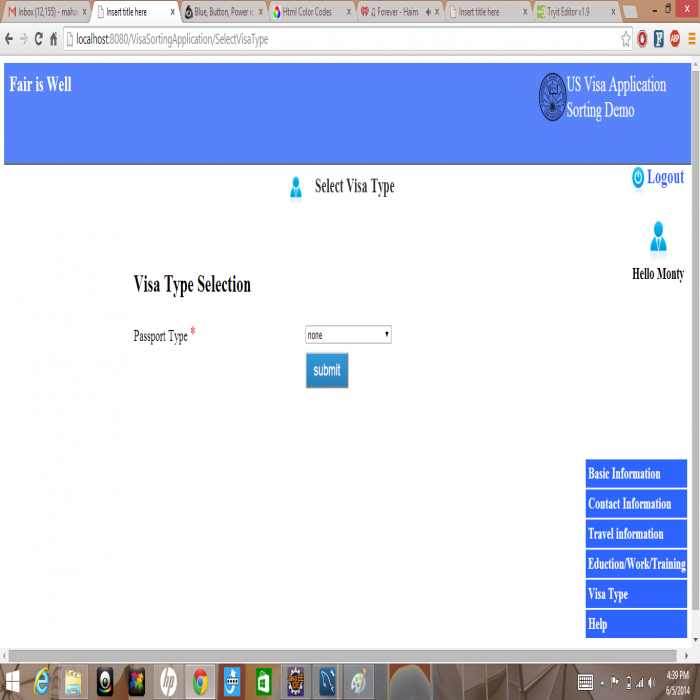 Inbox (12,155) - maha
Insert title here
Blue, Button, Power ic
Html Color Codes
Forever - Haim
Insert title here
Tryit Editor v1.9
localhost:8080/VisaSortingApplication/SelectVisaType
ABP
Fair is Well
US Visa Application
Sorting Demo
Select Visa Type
Logout
Hello Monty
Visa Type Selection
Passport Type *
none
submit
Basic Information
Contact Information
Travel information
Eduction/Work/Training
Visa Type
Help
4:39 PM
6/5/2014